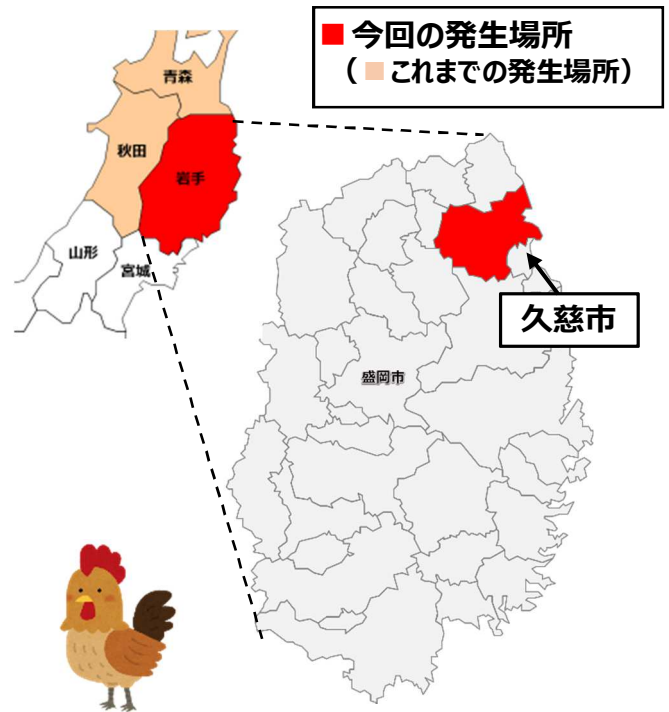 ■ 今回の発生場所
（ ■ これまでの発生場所）
青森
秋田
岩手
山形
宮城
久慈市
盛岡市